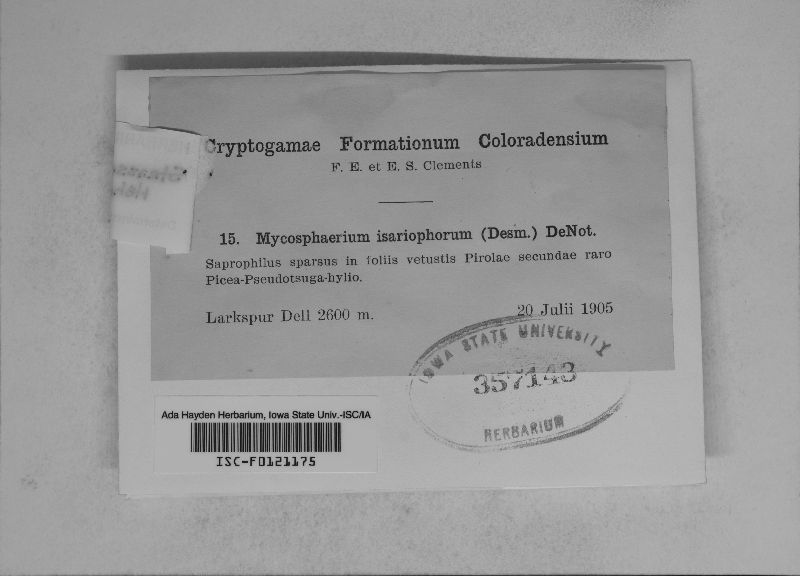 Cryptogamae Formationum Coloradensium
F. E. et E. S. Clements
15. Mycosphaerium isariophorum (Desm.) DeNot.
Saprophilus sparsus in foliis vetustis Pirolae secundae raro
Picea-Pseudotsuga-hylio.
Larkspur Dell 2600 m. 20 Julii 1905
IOWA STATE UNIVERSITY
357143
HERBARIUM
Ada Hayden Herbarium, Iowa State Univ.-ISC/IA
ISC-F0121175